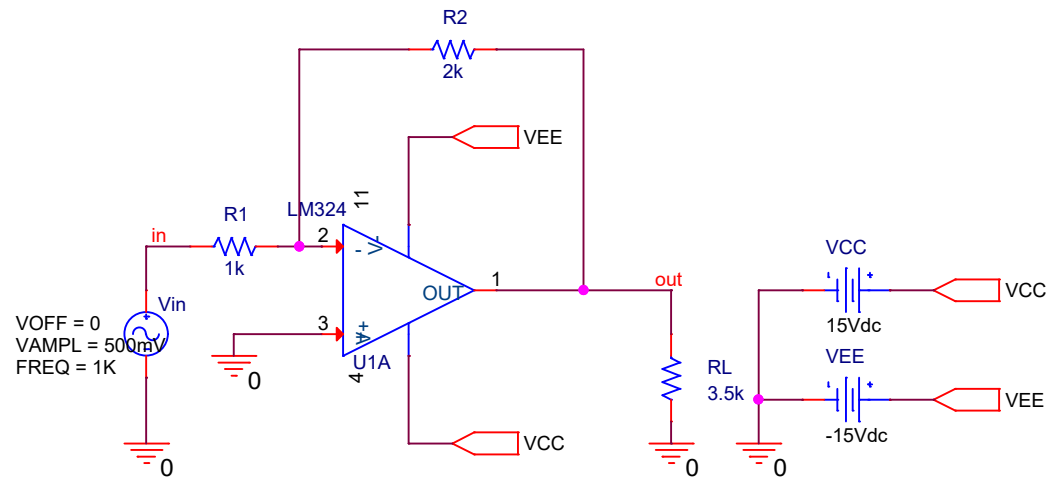 R2
2k
VEE
11
LM324
R1
in
2
-
V-
1k
VCC
1
out
OUT
VCC
Vin
15Vdc
VOFF = 0
3
+
V+
VAMPL = 500mV
VEE
U1A
RL
FREQ = 1K
4
0
3.5k
VEE
-15Vdc
VCC
0
0
0